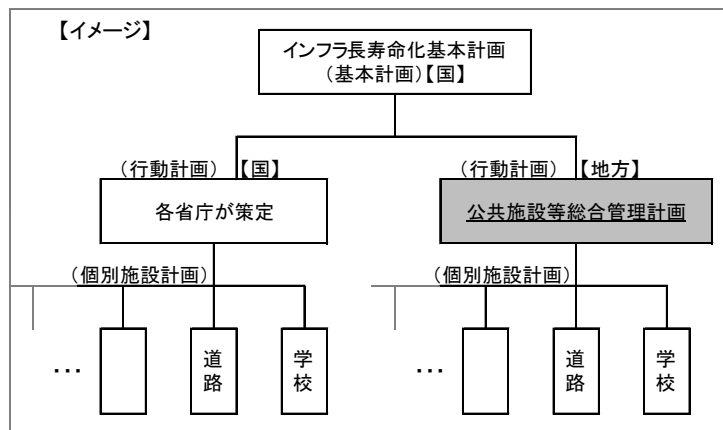 【イメージ】
インフラ長寿命化基本計画
(基本計画)【国】
(行動計画) 【国】
(行動計画) 【地方】
各省庁が策定
公共施設等総合管理計画
(個別施設計画)
(個別施設計画)
…
道路
学校
…
道路
学校